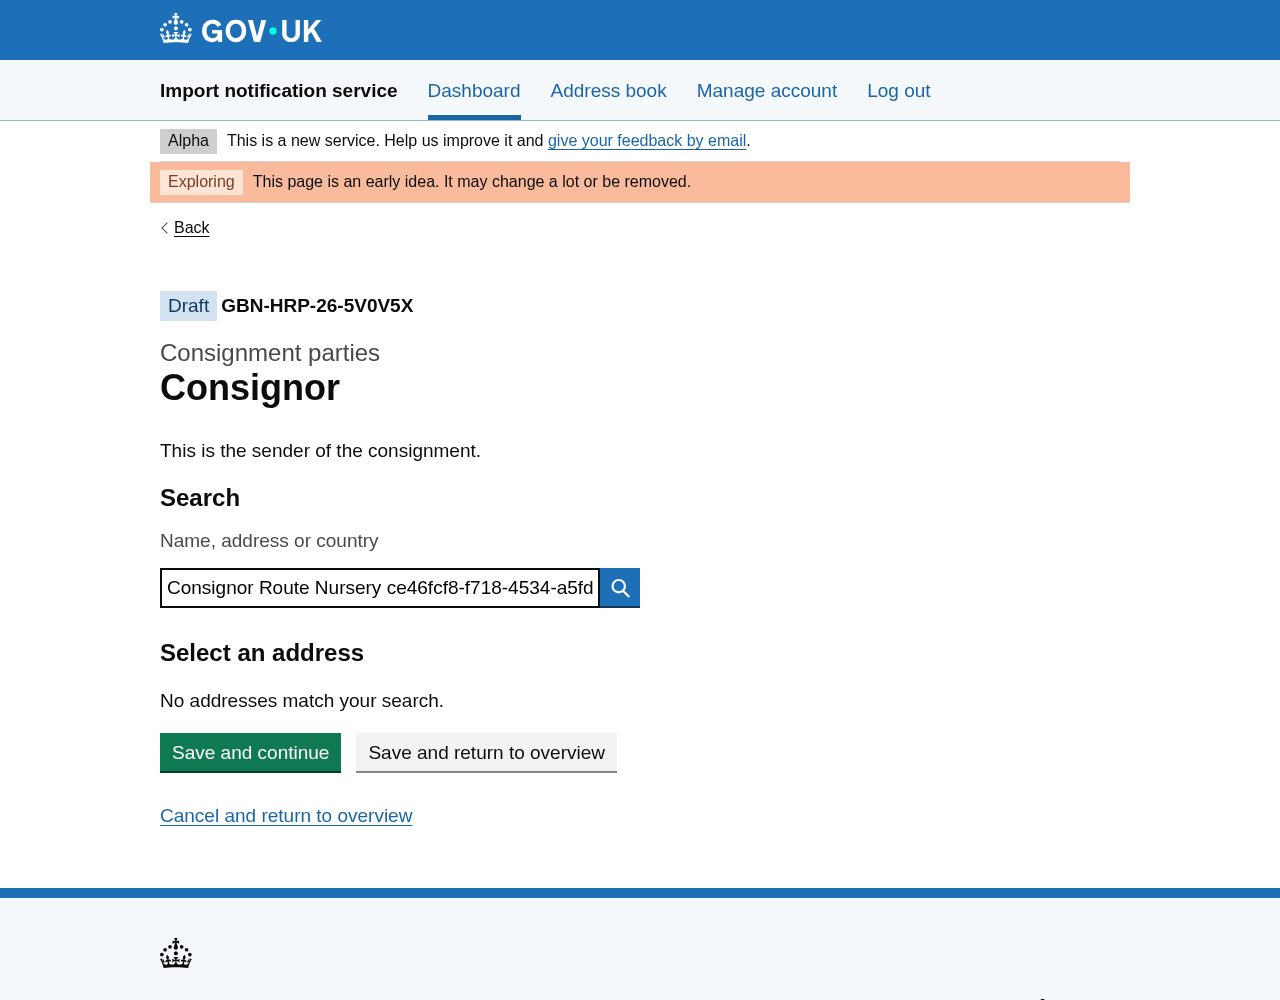 GOV·UK
Import notification service Dashboard Address book Manage account Log out
Alpha This is a new service. Help us improve it and give your feedback by email.
Exploring This page is an early idea. It may change a lot or be removed.
Back
Draft GBN-HRP-26-5V0V5X
Consignment parties
Consignor
This is the sender of the consignment.
Search
Name, address or country
Consignor Route Nursery ce46fcf8-f718-4534-a5fd
Select an address
No addresses match your search.
Save and continue Save and return to overview
Cancel and return to overview